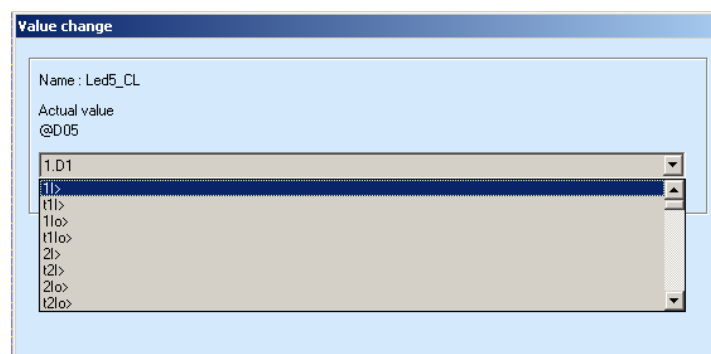 Value change
Name : Led5_CL
Actual value
@D05
1.D1
1I>
t1I>
1Io>
t1Io>
2I>
t2I>
2Io>
t2Io>